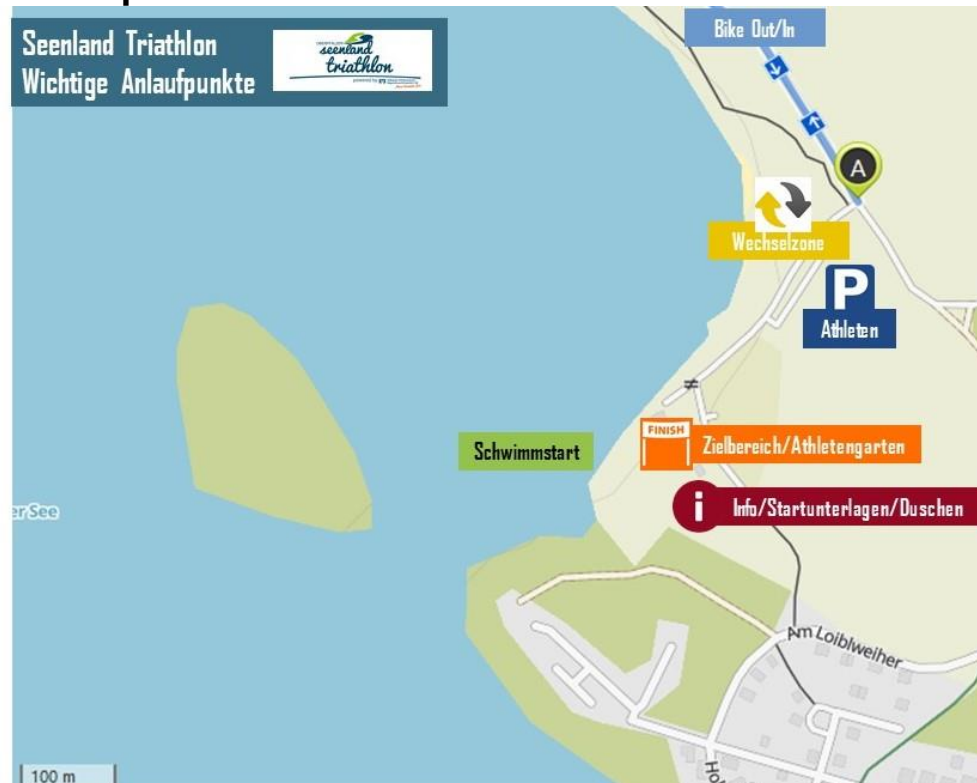 Seenland Triathlon
Wichtige Anlaufpunkte
seenland
triathlon
Bike Out/In
A
Wechselzone
P
Athleten
FINISH
Zielbereich/Athletengarten
Schwimmstart
i
Info/Startunterlagen/Duschen
er See
Am Loiblweiher
Ho
100 m